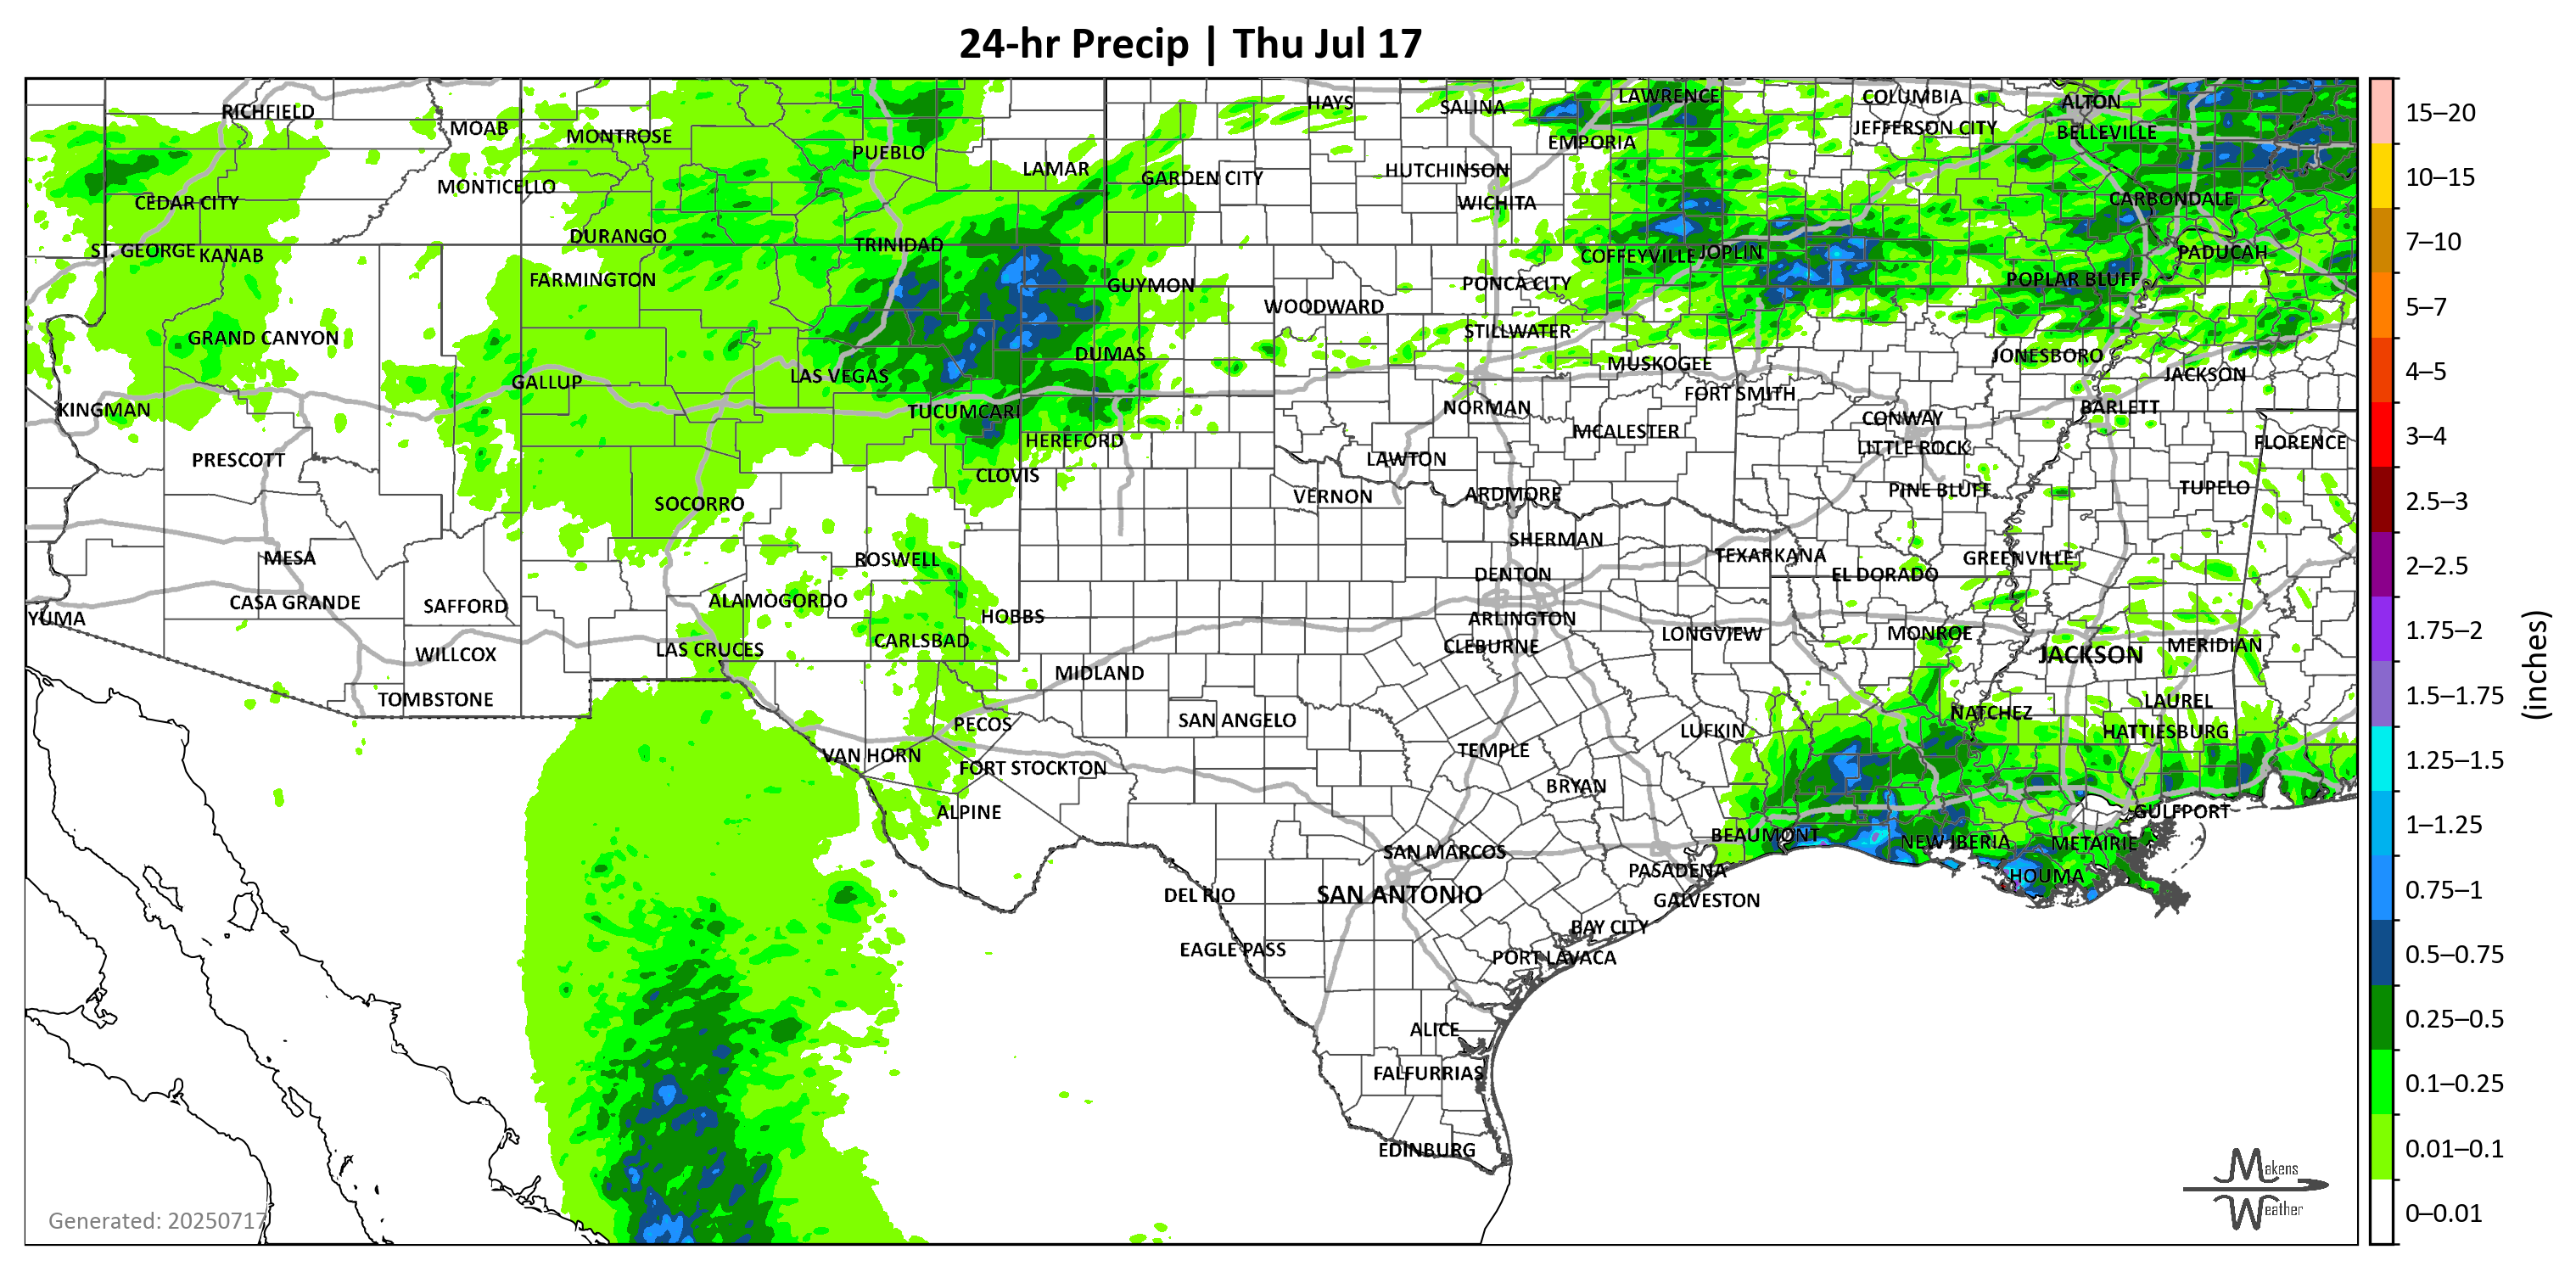 24-hr Precip | Thu Jul 17
RICHFIELD
MOAB
MONTROSE
PUEBLO
LAMAR
GARDEN CITY
HAYS
SALINA
LAWRENCE
EMPORIA
COLUMBIA
JEFFERSON CITY
ALTON
BELLEVILLE
HUTCHINSON
WICHITA
CEDAR CITY
MONTICELLO
CARBONDALE
ST. GEORGE
KANAB
DURANGO
TRINIDAD
COFFEYVILLE
JOPLIN
PADUCAH
FARMINGTON
GUYMON
WOODWARD
PONCA CITY
POPLAR BLUFF
GRAND CANYON
STILLWATER
DUMAS
MUSKOGEE
JONESBORO
JACKSON
GALLUP
LAS VEGAS
FORT SMITH
KINGMAN
TUCUMCARI
NORMAN
CONWAY
BARLETT
HEREFORD
MCALESTER
LITTLE ROCK
FLORENCE
PRESCOTT
CLOVIS
LAWTON
SOCORRO
VERNON
ARDMORE
PINE BLUFF
TUPELO
MESA
ROSWELL
SHERMAN
TEXARKANA
GREENVILLE
DENTON
EL DORADO
CASA GRANDE
SAFFORD
ALAMOGORDO
HOBBS
ARLINGTON
YUMA
CARLSBAD
CLEBURNE
LONGVIEW
MONROE
JACKSON
MERIDIAN
WILLCOX
LAS CRUCES
MIDLAND
TOMBSTONE
PECOS
SAN ANGELO
LUFKIN
NATCHEZ
LAUREL
HATTIESBURG
VAN HORN
FORT STOCKTON
TEMPLE
BRYAN
ALPINE
GULFPORT
BEAUMONT
NEW IBERIA
METAIRIE
SAN MARCOS
PASADENA
HOUMA
DEL RIO
SAN ANTONIO
GALVESTON
BAY CITY
EAGLE PASS
PORT LAVACA
ALICE
FALFURRIAS
EDINBURG
Generated: 20250717
Makens
Weather
15–20
10–15
7–10
5–7
4–5
3–4
2.5–3
2–2.5
1.75–2
1.5–1.75
1.25–1.5
1–1.25
0.75–1
0.5–0.75
0.25–0.5
0.1–0.25
0.01–0.1
0–0.01
(inches)